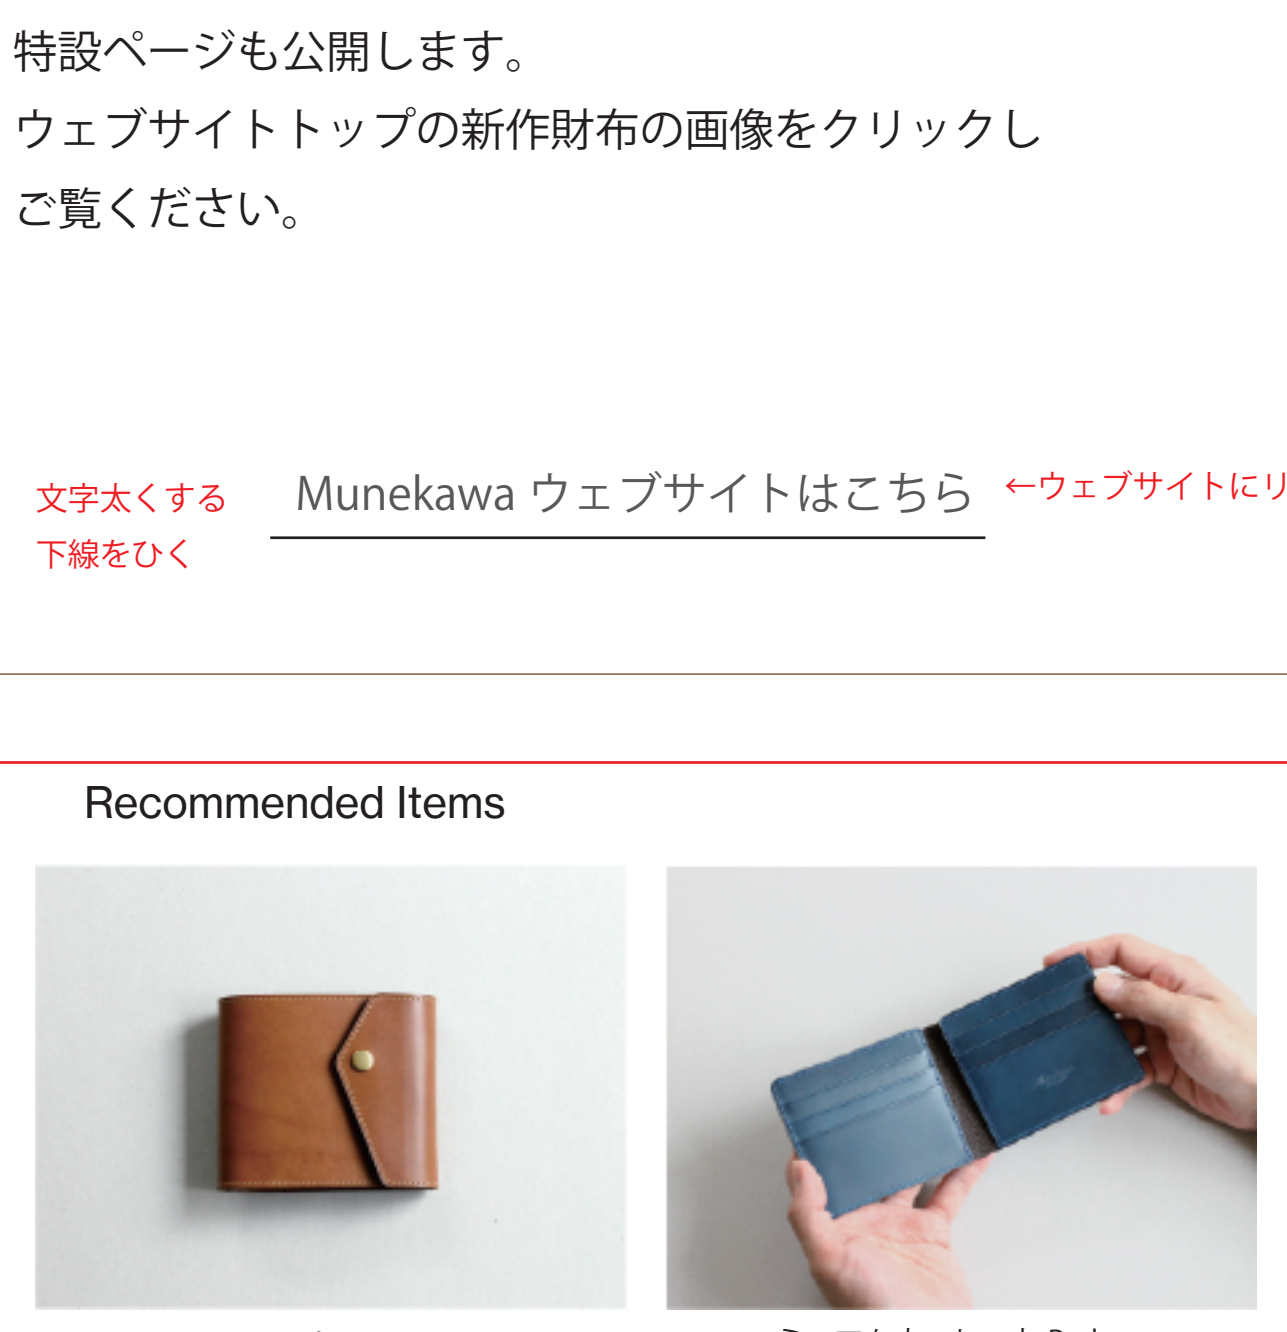 特設ページも公開します。
ウェブサイトトップの新作財布の画像をクリックし
ご覧ください。
文字太くする
下線をひく
Munekawa ウェブサイトはこちら
←ウェブサイトにリ
Recommended Items